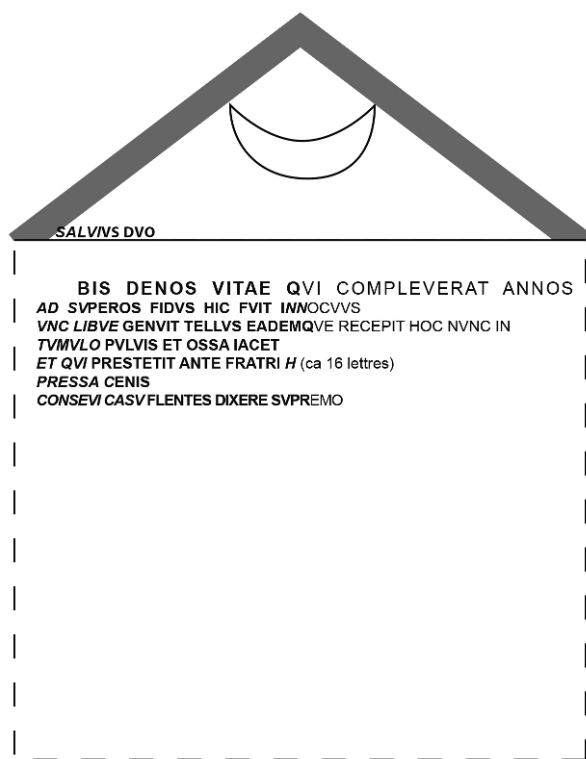 SALVIVS DVO
BIS DENOS VITAE QVI COMPLEVERAT ANNOS
AD SVPEROS FIDVS HIC FVIT INNOCVVS
VNC LIBVE GENVIT TELLVS EADEMQVE RECEPIT HOC NVNC IN
TVMVLO PVLVIS ET OSSA IACET
ET QVI PRESTETIT ANTE FRATRI H (ca 16 lettres)
PRESSA CENIS
CONSEVI CASV FLENTES DIXERE SVPREMO